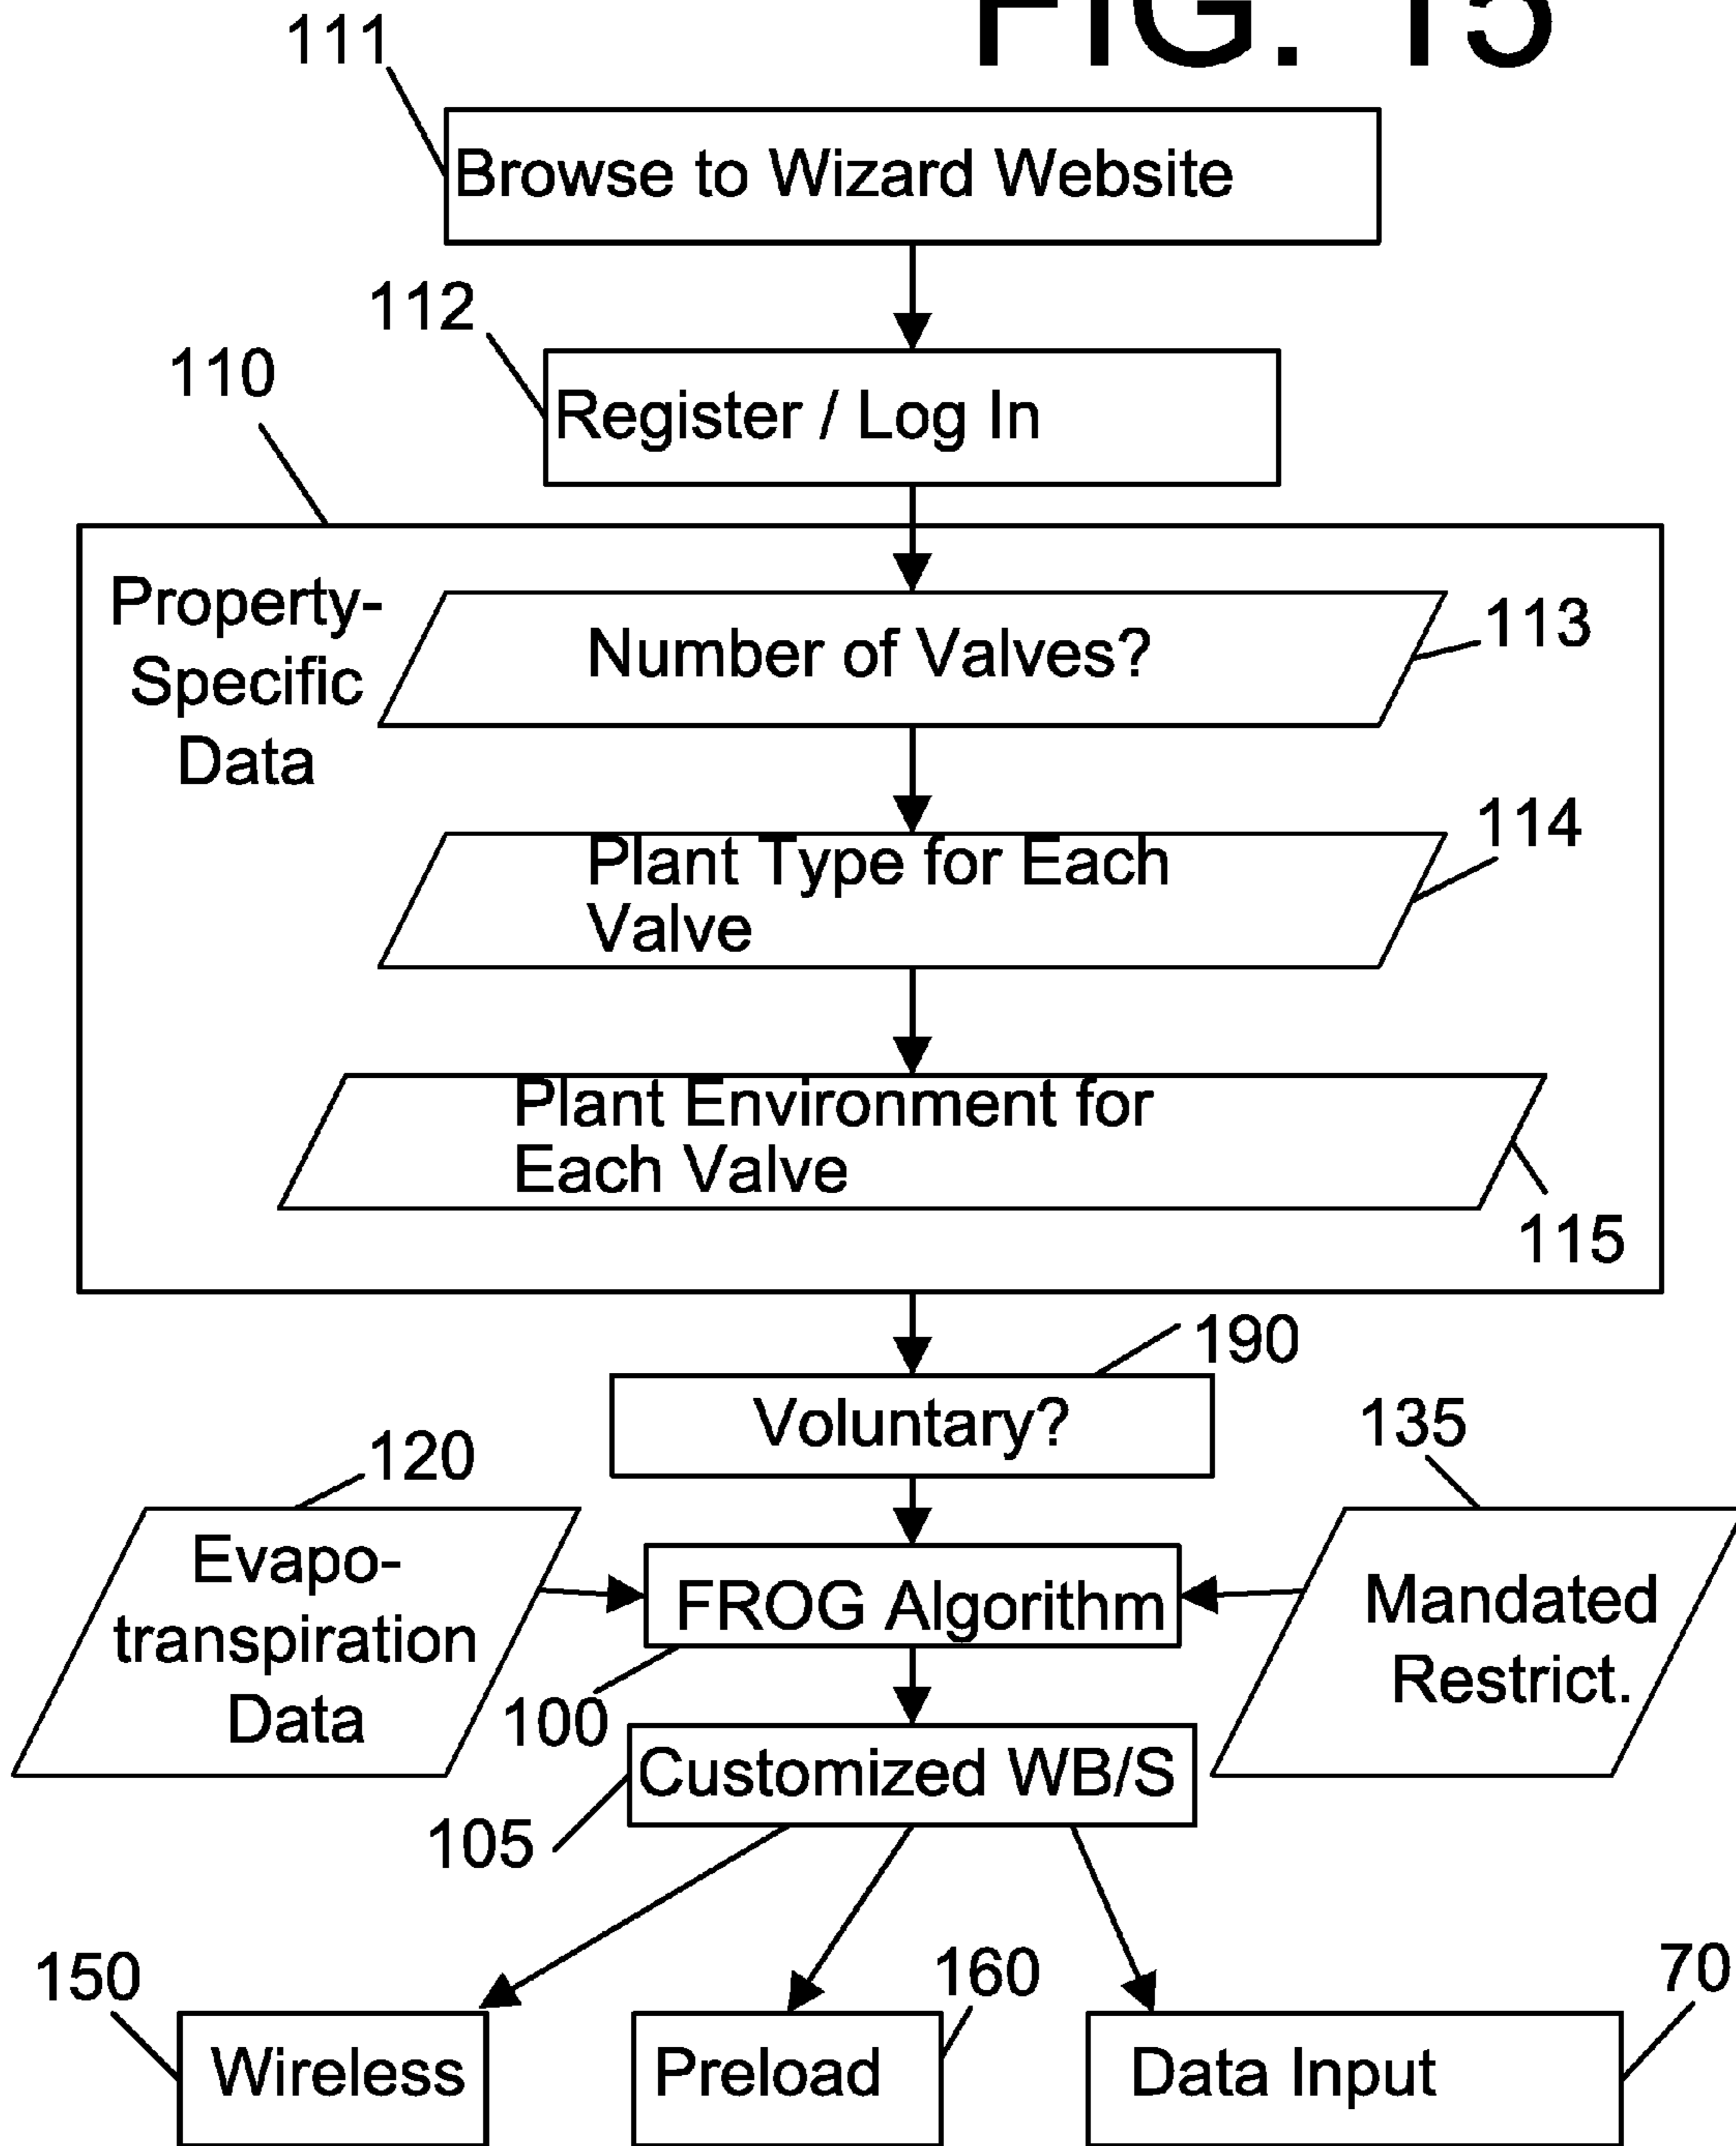 FIG. 15
111
Browse to Wizard Website
112
Register / Log In
110
Property-
Specific
Data
Number of Valves?
113
Plant Type for Each
Valve
114
Plant Environment for
Each Valve
115
Voluntary?
190
120
Evapo-
transpiration
Data
FROG Algorithm
100
135
Mandated
Restrict.
Customized WB/S
105
150
Wireless
160
Preload
70
Data Input